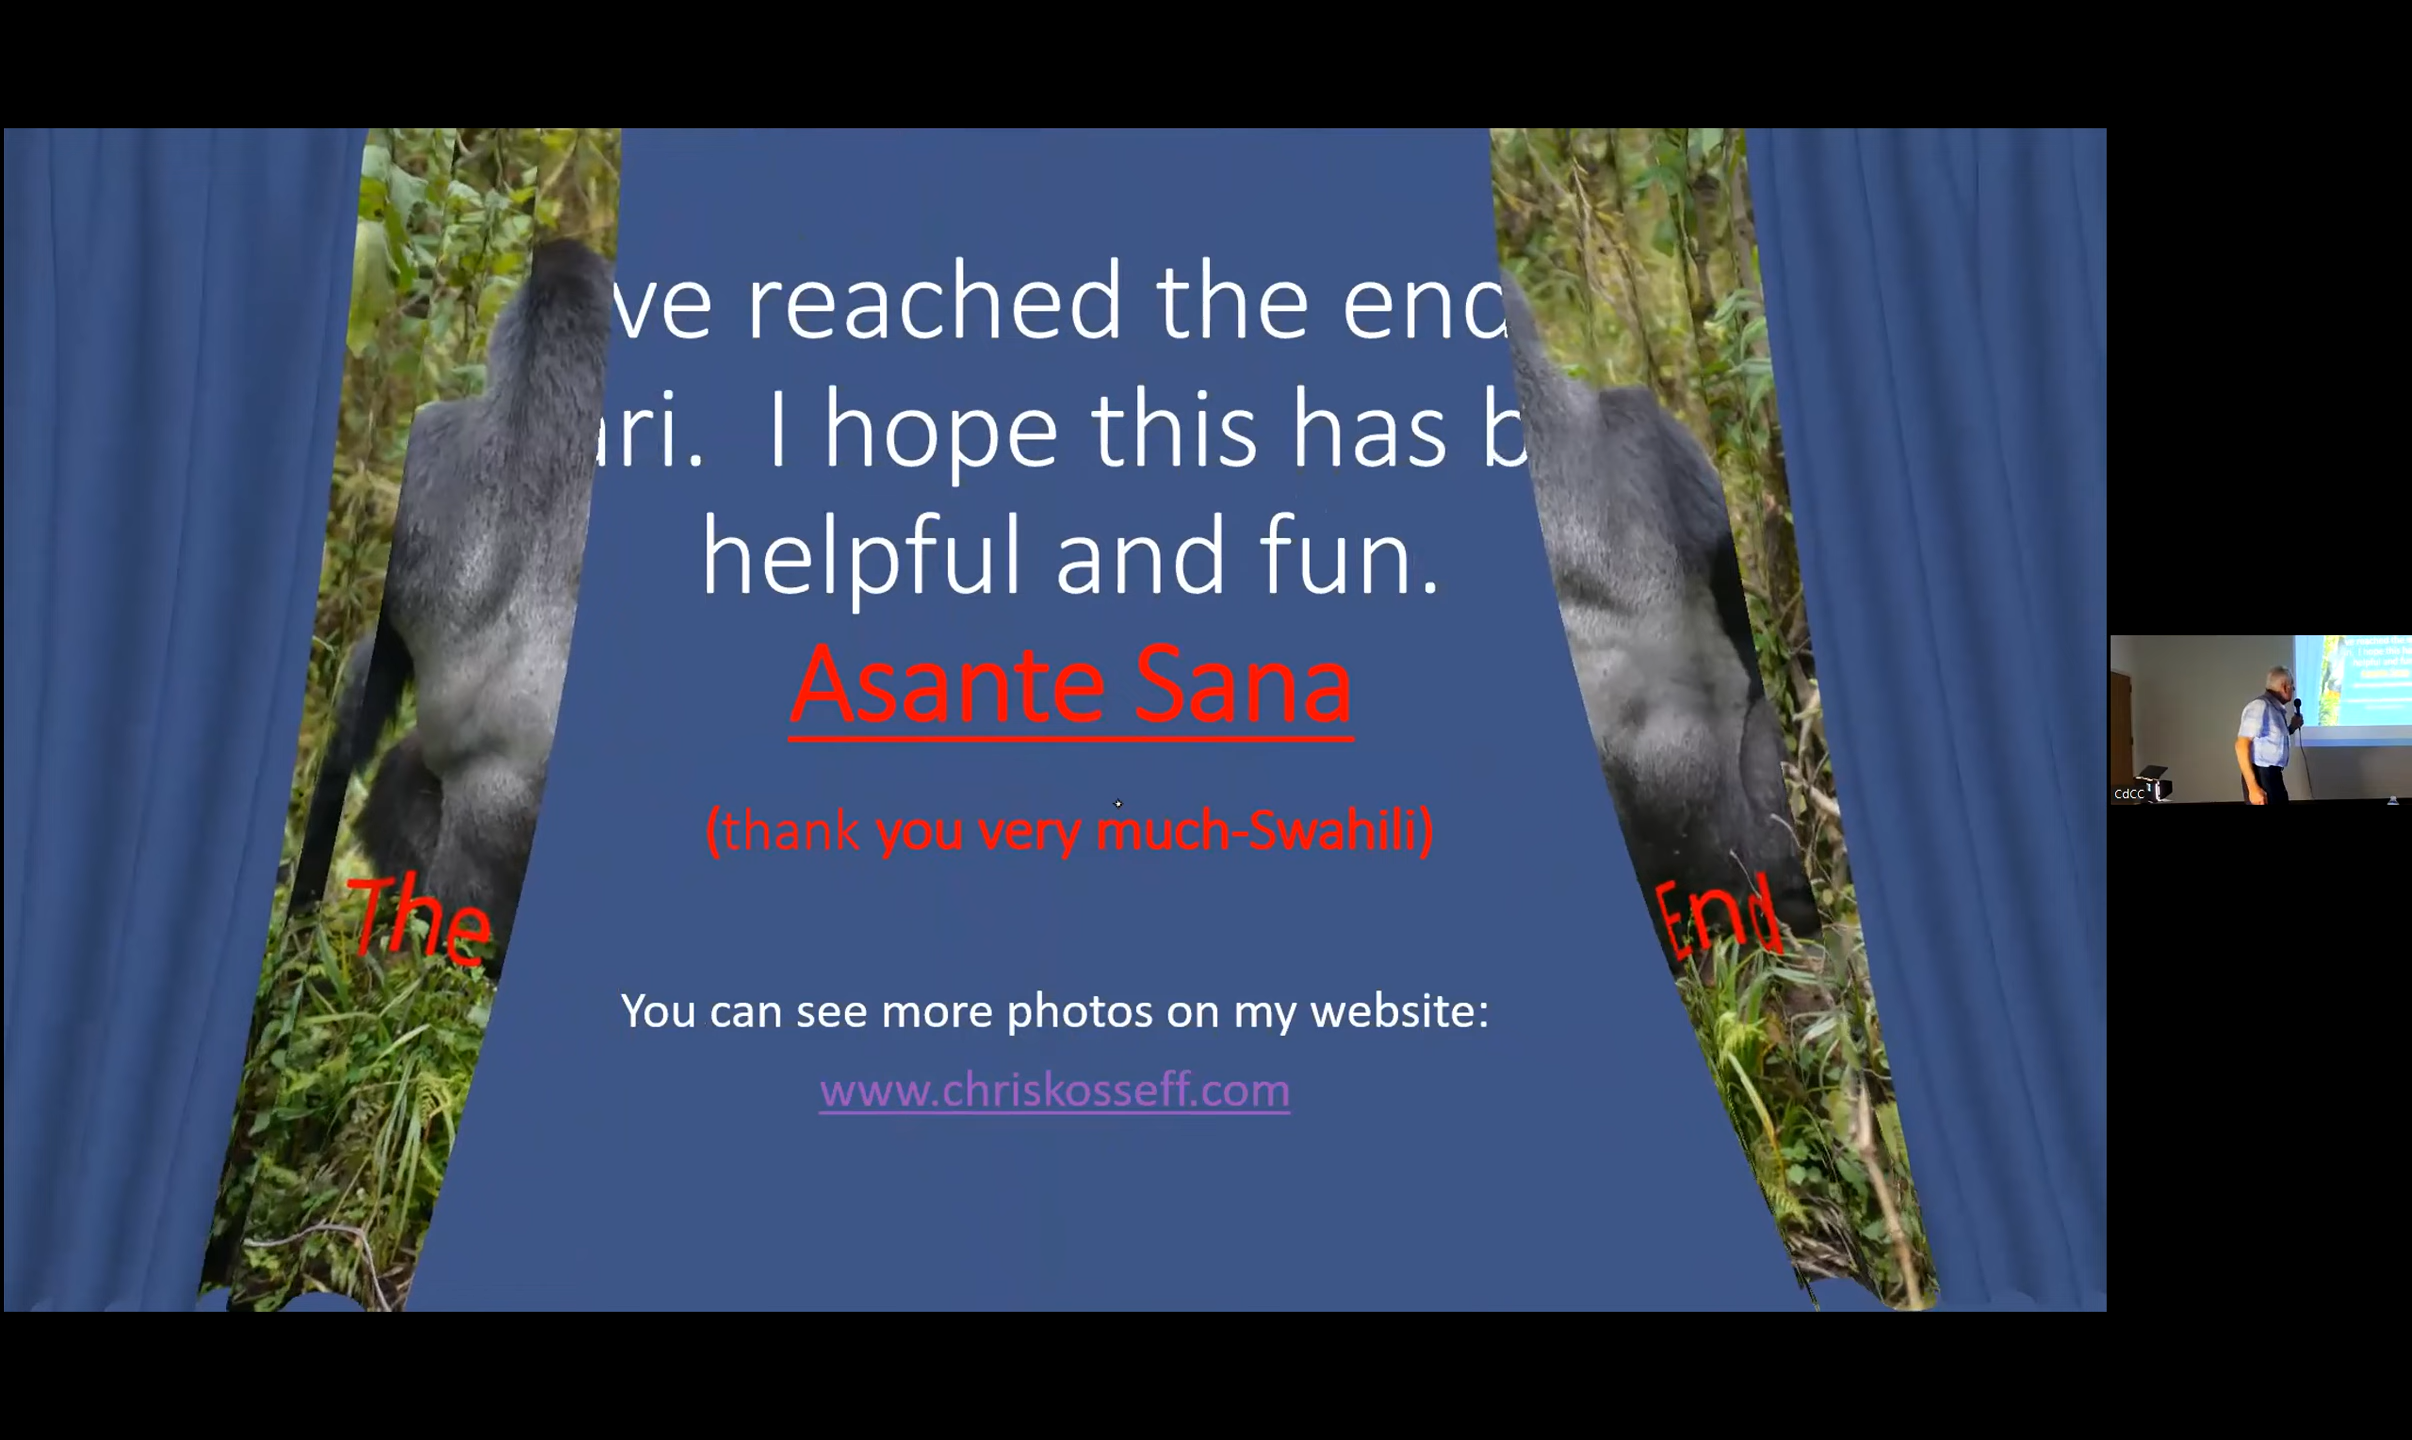 ve reached the end
ri. I hope this has b
helpful and fun.
Asante Sana
(thank you very much-Swahili)
The End
You can see more photos on my website:
www.chriskosseff.com
CdCC